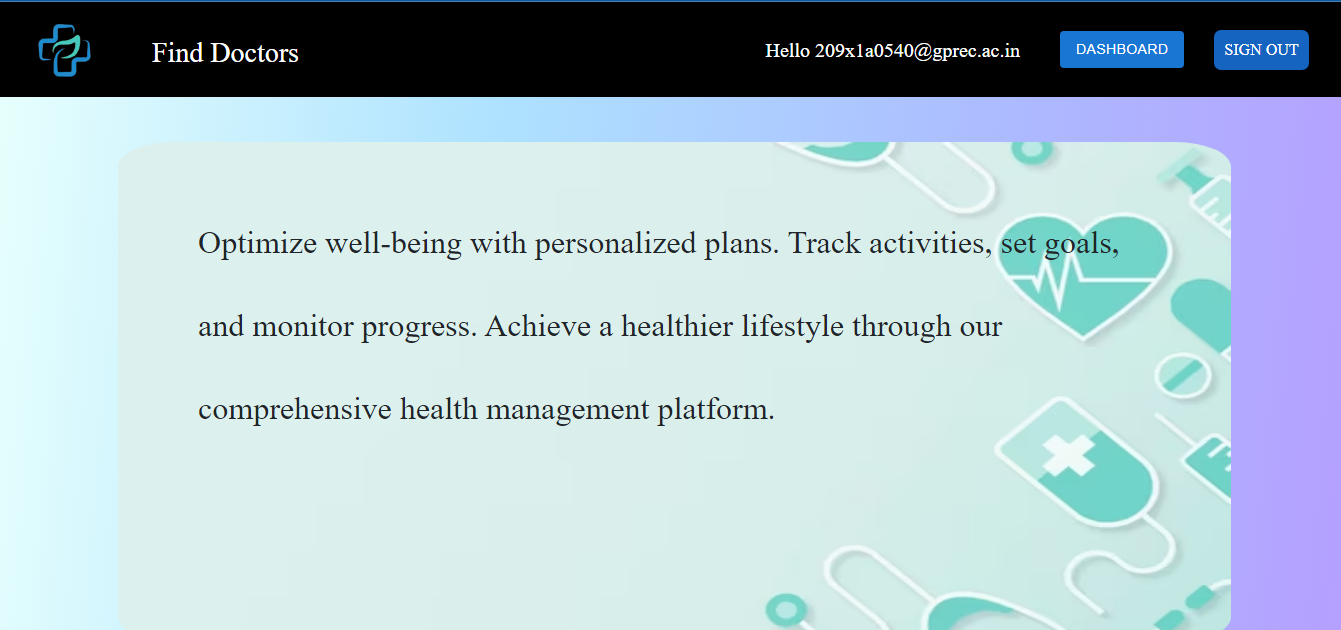 Find Doctors
Hello 209x1a0540@gprec.ac.in
DASHBOARD
SIGN OUT
Optimize well-being with personalized plans. Track activities, set goals,
and monitor progress. Achieve a healthier lifestyle through our
comprehensive health management platform.